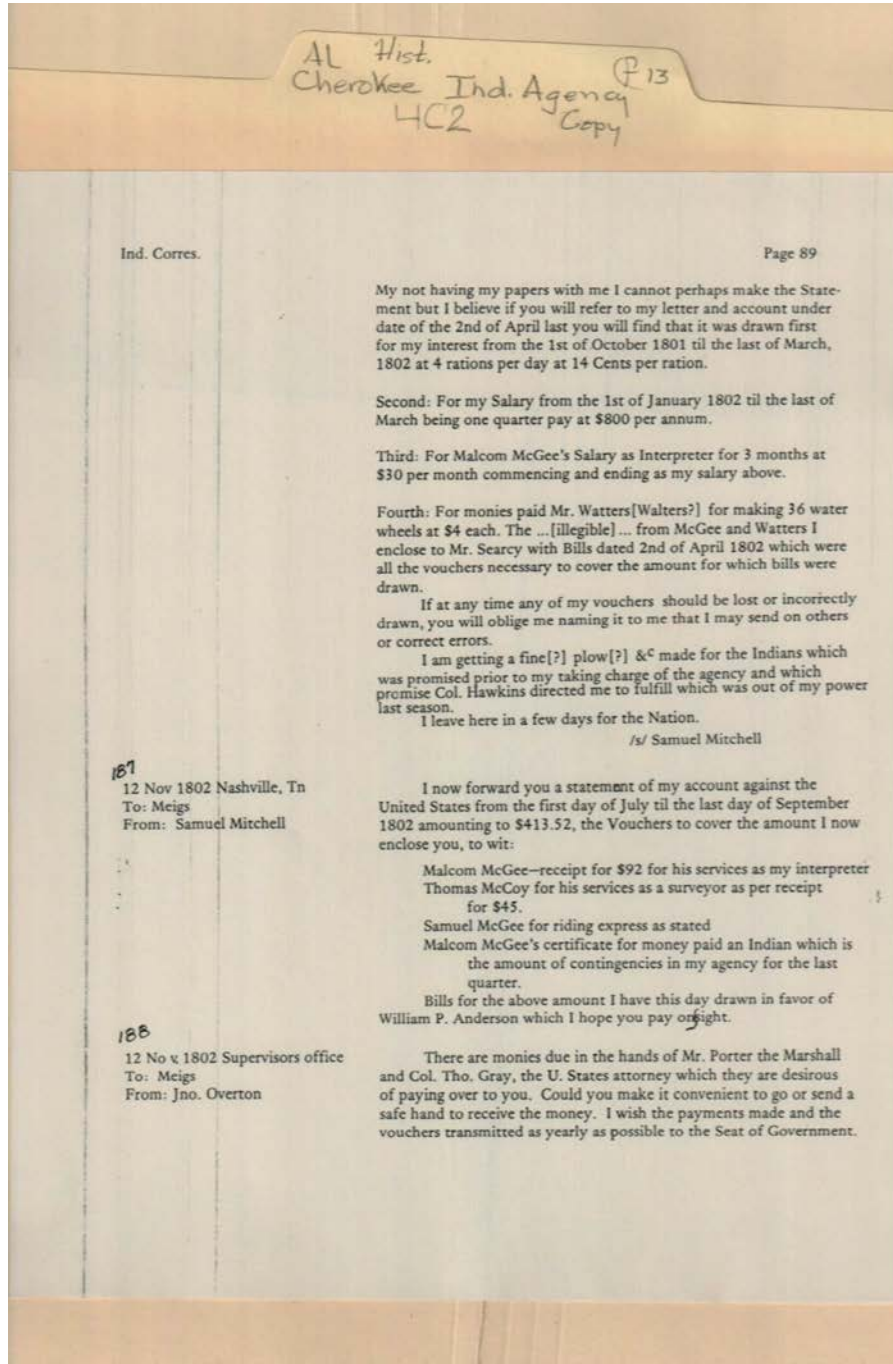 AL Hist.
Cherokee Ind. Agency P 13
4C2 Copy
Ind. Corres.
Page 89
My not having my papers with me I cannot perhaps make the State-
ment but I believe if you will refer to my letter and account under
date of the 2nd of April last you will find that it was drawn first
for my interest from the 1st of October 1801 til the last of March,
1802 at 4 rations per day at 14 Cents per ration.
Second: For my Salary from the 1st of January 1802 til the last of
March being one quarter pay at $800 per annum.
Third: For Malcom McGee's Salary as Interpreter for 3 months at
$30 per month commencing and ending as my salary above.
Fourth: For monies paid Mr. Watters[Walters?] for making 36 water
wheels at $4 each. The ...[illegible]... from McGee and Watters I
enclose to Mr. Searcy with Bills dated 2nd of April 1802 which were
all the vouchers necessary to cover the amount for which bills were
drawn.
If at any time any of my vouchers should be lost or incorrectly
drawn, you will oblige me naming it to me that I may send on others
or correct errors.
I am getting a fine[?] plow[?] &c made for the Indians which
was promised prior to my taking charge of the agency and which
promise Col. Hawkins directed me to fulfill which was out of my power
last season.
I leave here in a few days for the Nation.
/s/ Samuel Mitchell
187
12 Nov 1802 Nashville, Tn
To: Meigs
From: Samuel Mitchell
I now forward you a statement of my account against the
United States from the first day of July til the last day of September
1802 amounting to $413.52, the Vouchers to cover the amount I now
enclose you, to wit:
Malcom McGee—receipt for $92 for his services as my interpreter
Thomas McCoy for his services as a surveyor as per receipt
for $45.
Samuel McGee for riding express as stated
Malcom McGee's certificate for money paid an Indian which is
the amount of contingencies in my agency for the last
quarter.
Bills for the above amount I have this day drawn in favor of
William P. Anderson which I hope you pay on sight.
188
12 Nov 1802 Supervisors office
To: Meigs
From: Jno. Overton
There are monies due in the hands of Mr. Porter the Marshall
and Col. Tho. Gray, the U. States attorney which they are desirous
of paying over to you. Could you make it convenient to go or send a
safe hand to receive the money. I wish the payments made and the
vouchers transmitted as yearly as possible to the Seat of Government.